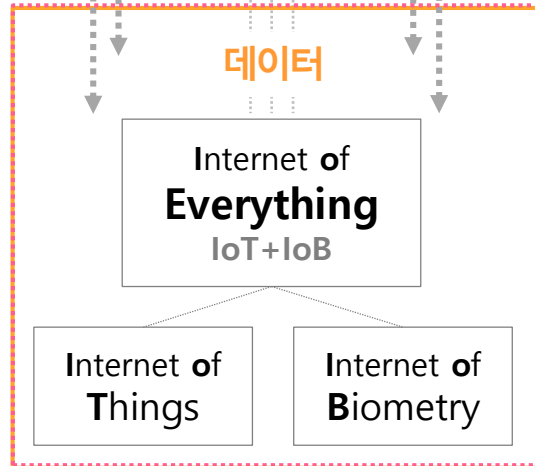 데이터
Internet of
Everything
IoT+IoB
Internet of
Things
Internet of
Biometry